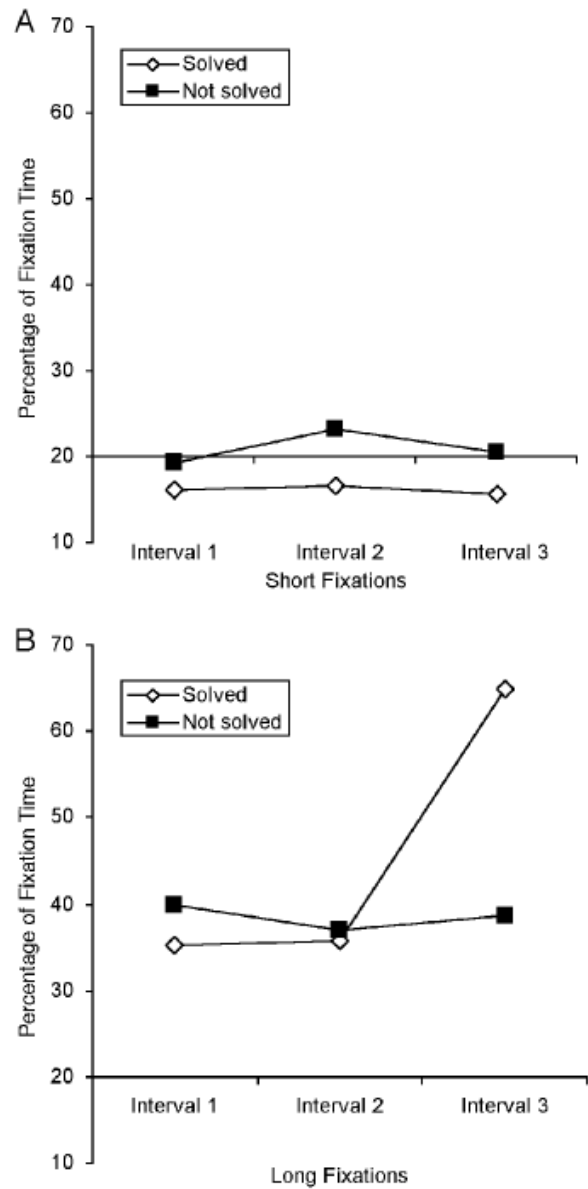 A
70
60
50
40
30
20
10
Percentage of Fixation Time
Solved
Not solved
Interval 1 Interval 2 Interval 3
Short Fixations
B
70
60
50
40
30
20
10
Percentage of Fixation Time
Solved
Not solved
Interval 1 Interval 2 Interval 3
Long Fixations